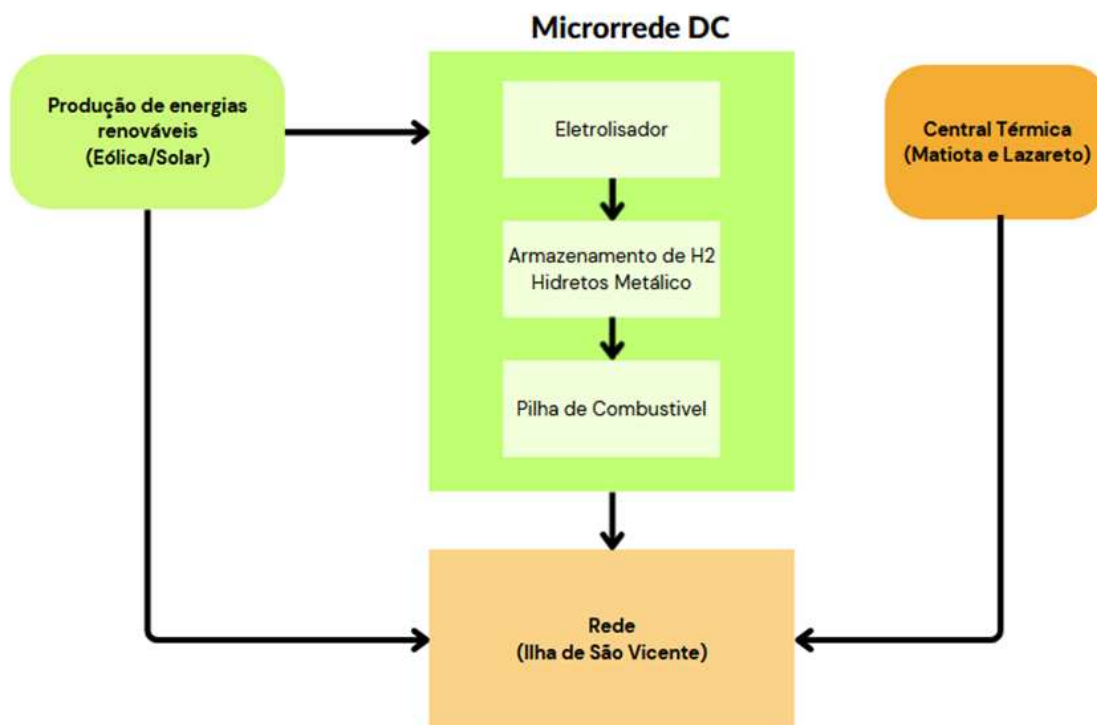 Microrrede DC
Produção de energias
renováveis
(Eólica/Solar)
Eletrolisador
Armazenamento de H2
Hidretos Metálico
Pilha de Combustivel
Central Térmica
(Matiota e Lazareto)
Rede
(Ilha de São Vicente)